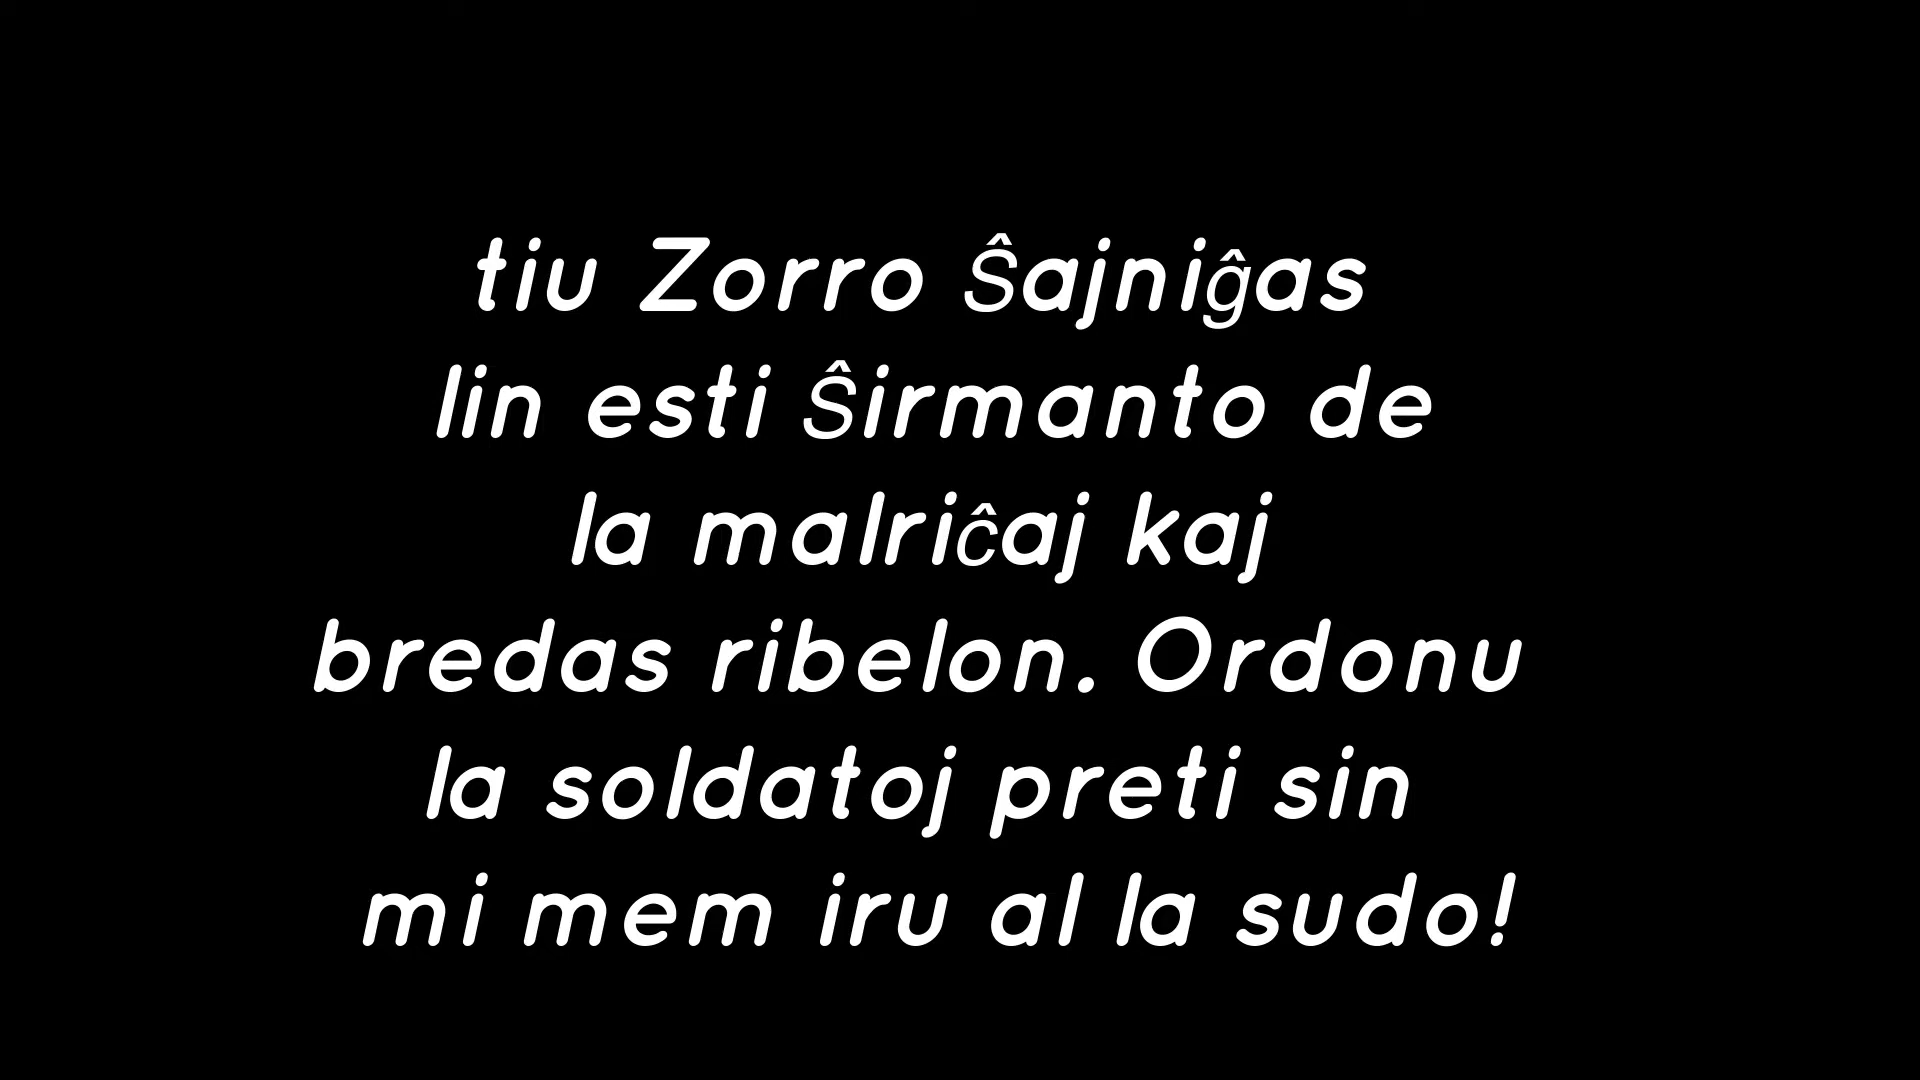 tiu Zorro Ŝajniĝas
lin esti Ŝirmanto de
la malriĉaj kaj
bredas ribelon. Ordonu
la soldatoj preti sin
mi mem iru al la sudo!